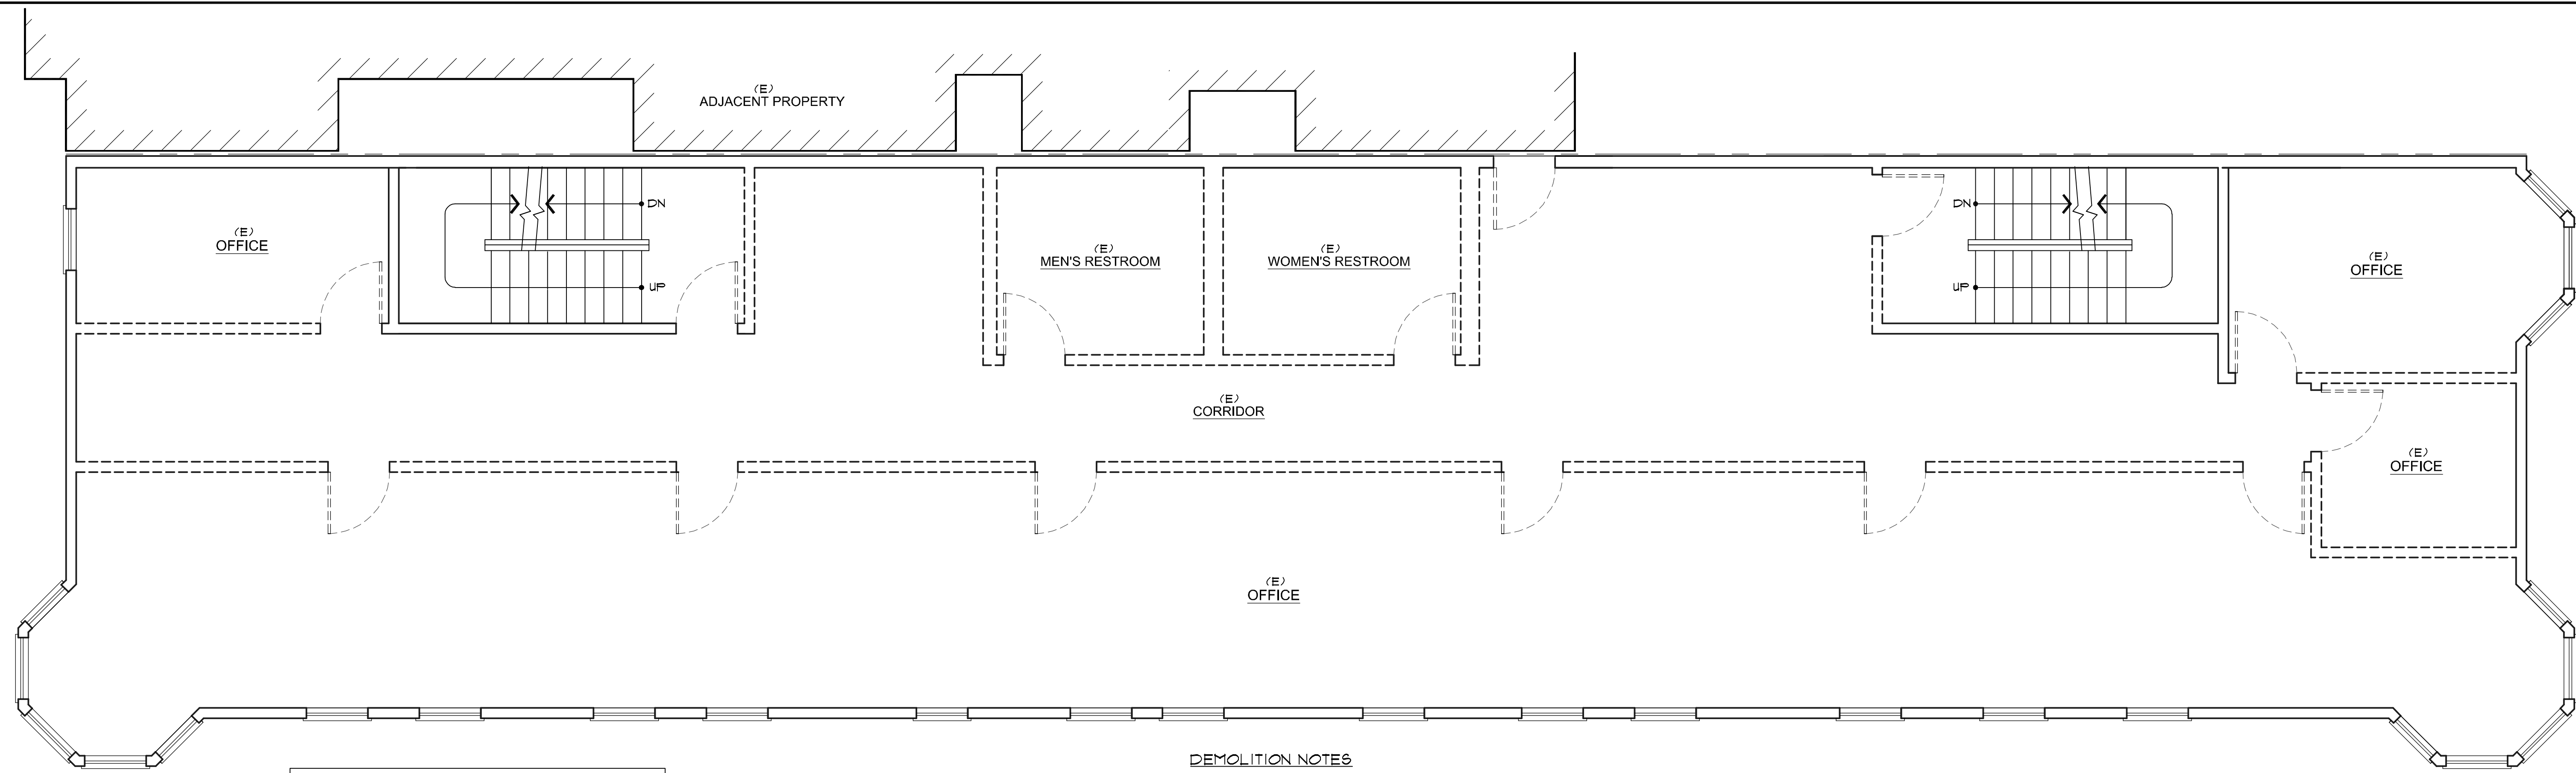 (E)
ADJACENT PROPERTY
DN
UP
(E)
OFFICE
(E)
MEN'S RESTROOM
(E)
WOMEN'S RESTROOM
DN
UP
(E)
OFFICE
(E)
CORRIDOR
(E)
OFFICE
(E)
OFFICE
DEMOLITION NOTES